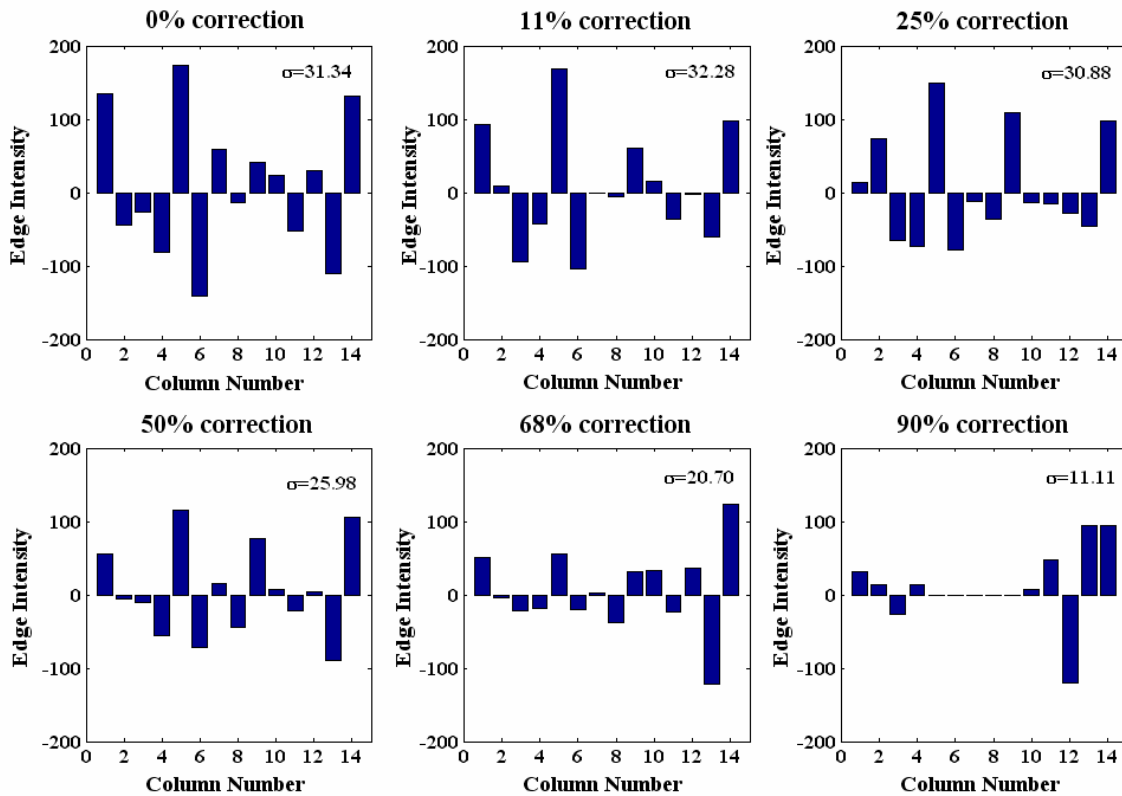 0% correction
11% correction
25% correction
200
100
0
-100
-200
Edge Intensity
σ=31.34
0 2 4 6 8 10 12 14
Column Number
200
100
0
-100
-200
Edge Intensity
σ=32.28
0 2 4 6 8 10 12 14
Column Number
200
100
0
-100
-200
Edge Intensity
σ=30.88
0 2 4 6 8 10 12 14
Column Number
50% correction
68% correction
90% correction
200
100
0
-100
-200
Edge Intensity
σ=25.98
0 2 4 6 8 10 12 14
Column Number
200
100
0
-100
-200
Edge Intensity
σ=20.70
0 2 4 6 8 10 12 14
Column Number
200
100
0
-100
-200
Edge Intensity
σ=11.11
0 2 4 6 8 10 12 14
Column Number